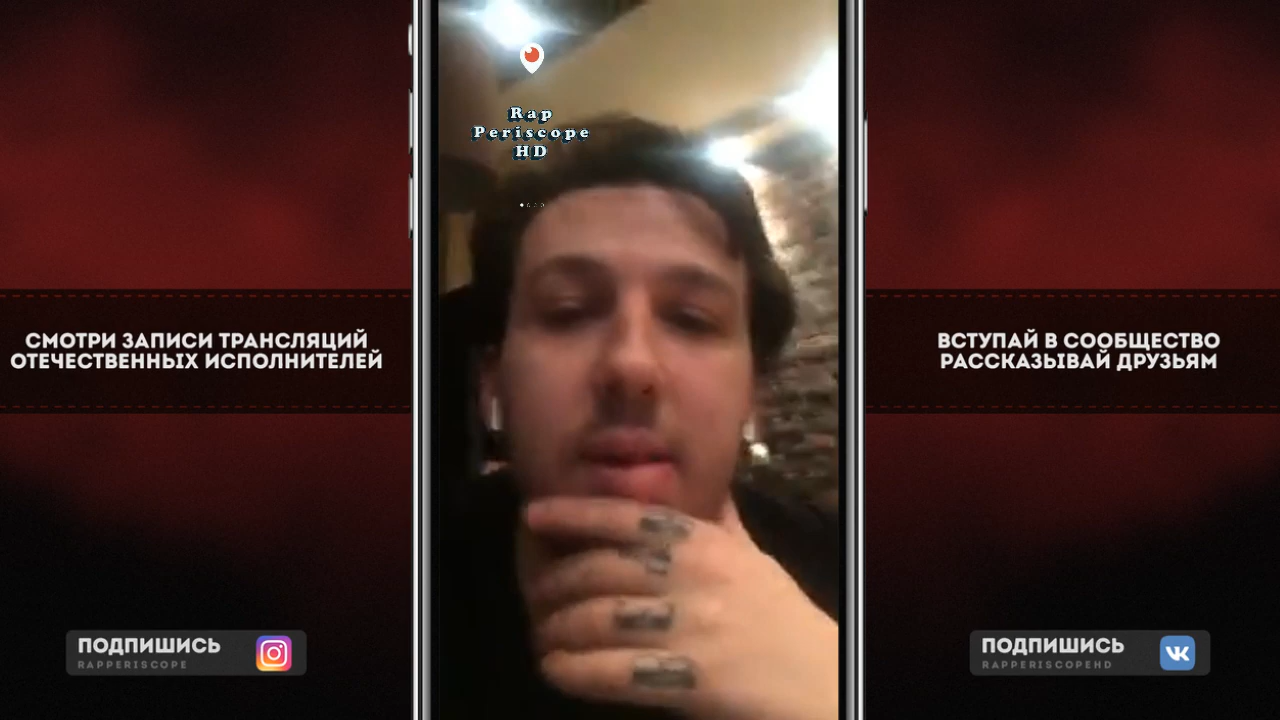 Rap
Periscope
HD
СМОТРИ ЗАПИСИ ТРАНСЛЯЦИЙ
ОТЕЧЕСТВЕННЫХ ИСПОЛНИТЕЛЕЙ
ВСТУПАЙ В СООБЩЕСТВО
РАССКАЗЫВАЙ ДРУЗЬЯМ
ПОДПИШИСЬ
RAPPERISCOPE
ПОДПИШИСЬ
RAPPERISCOPEHD